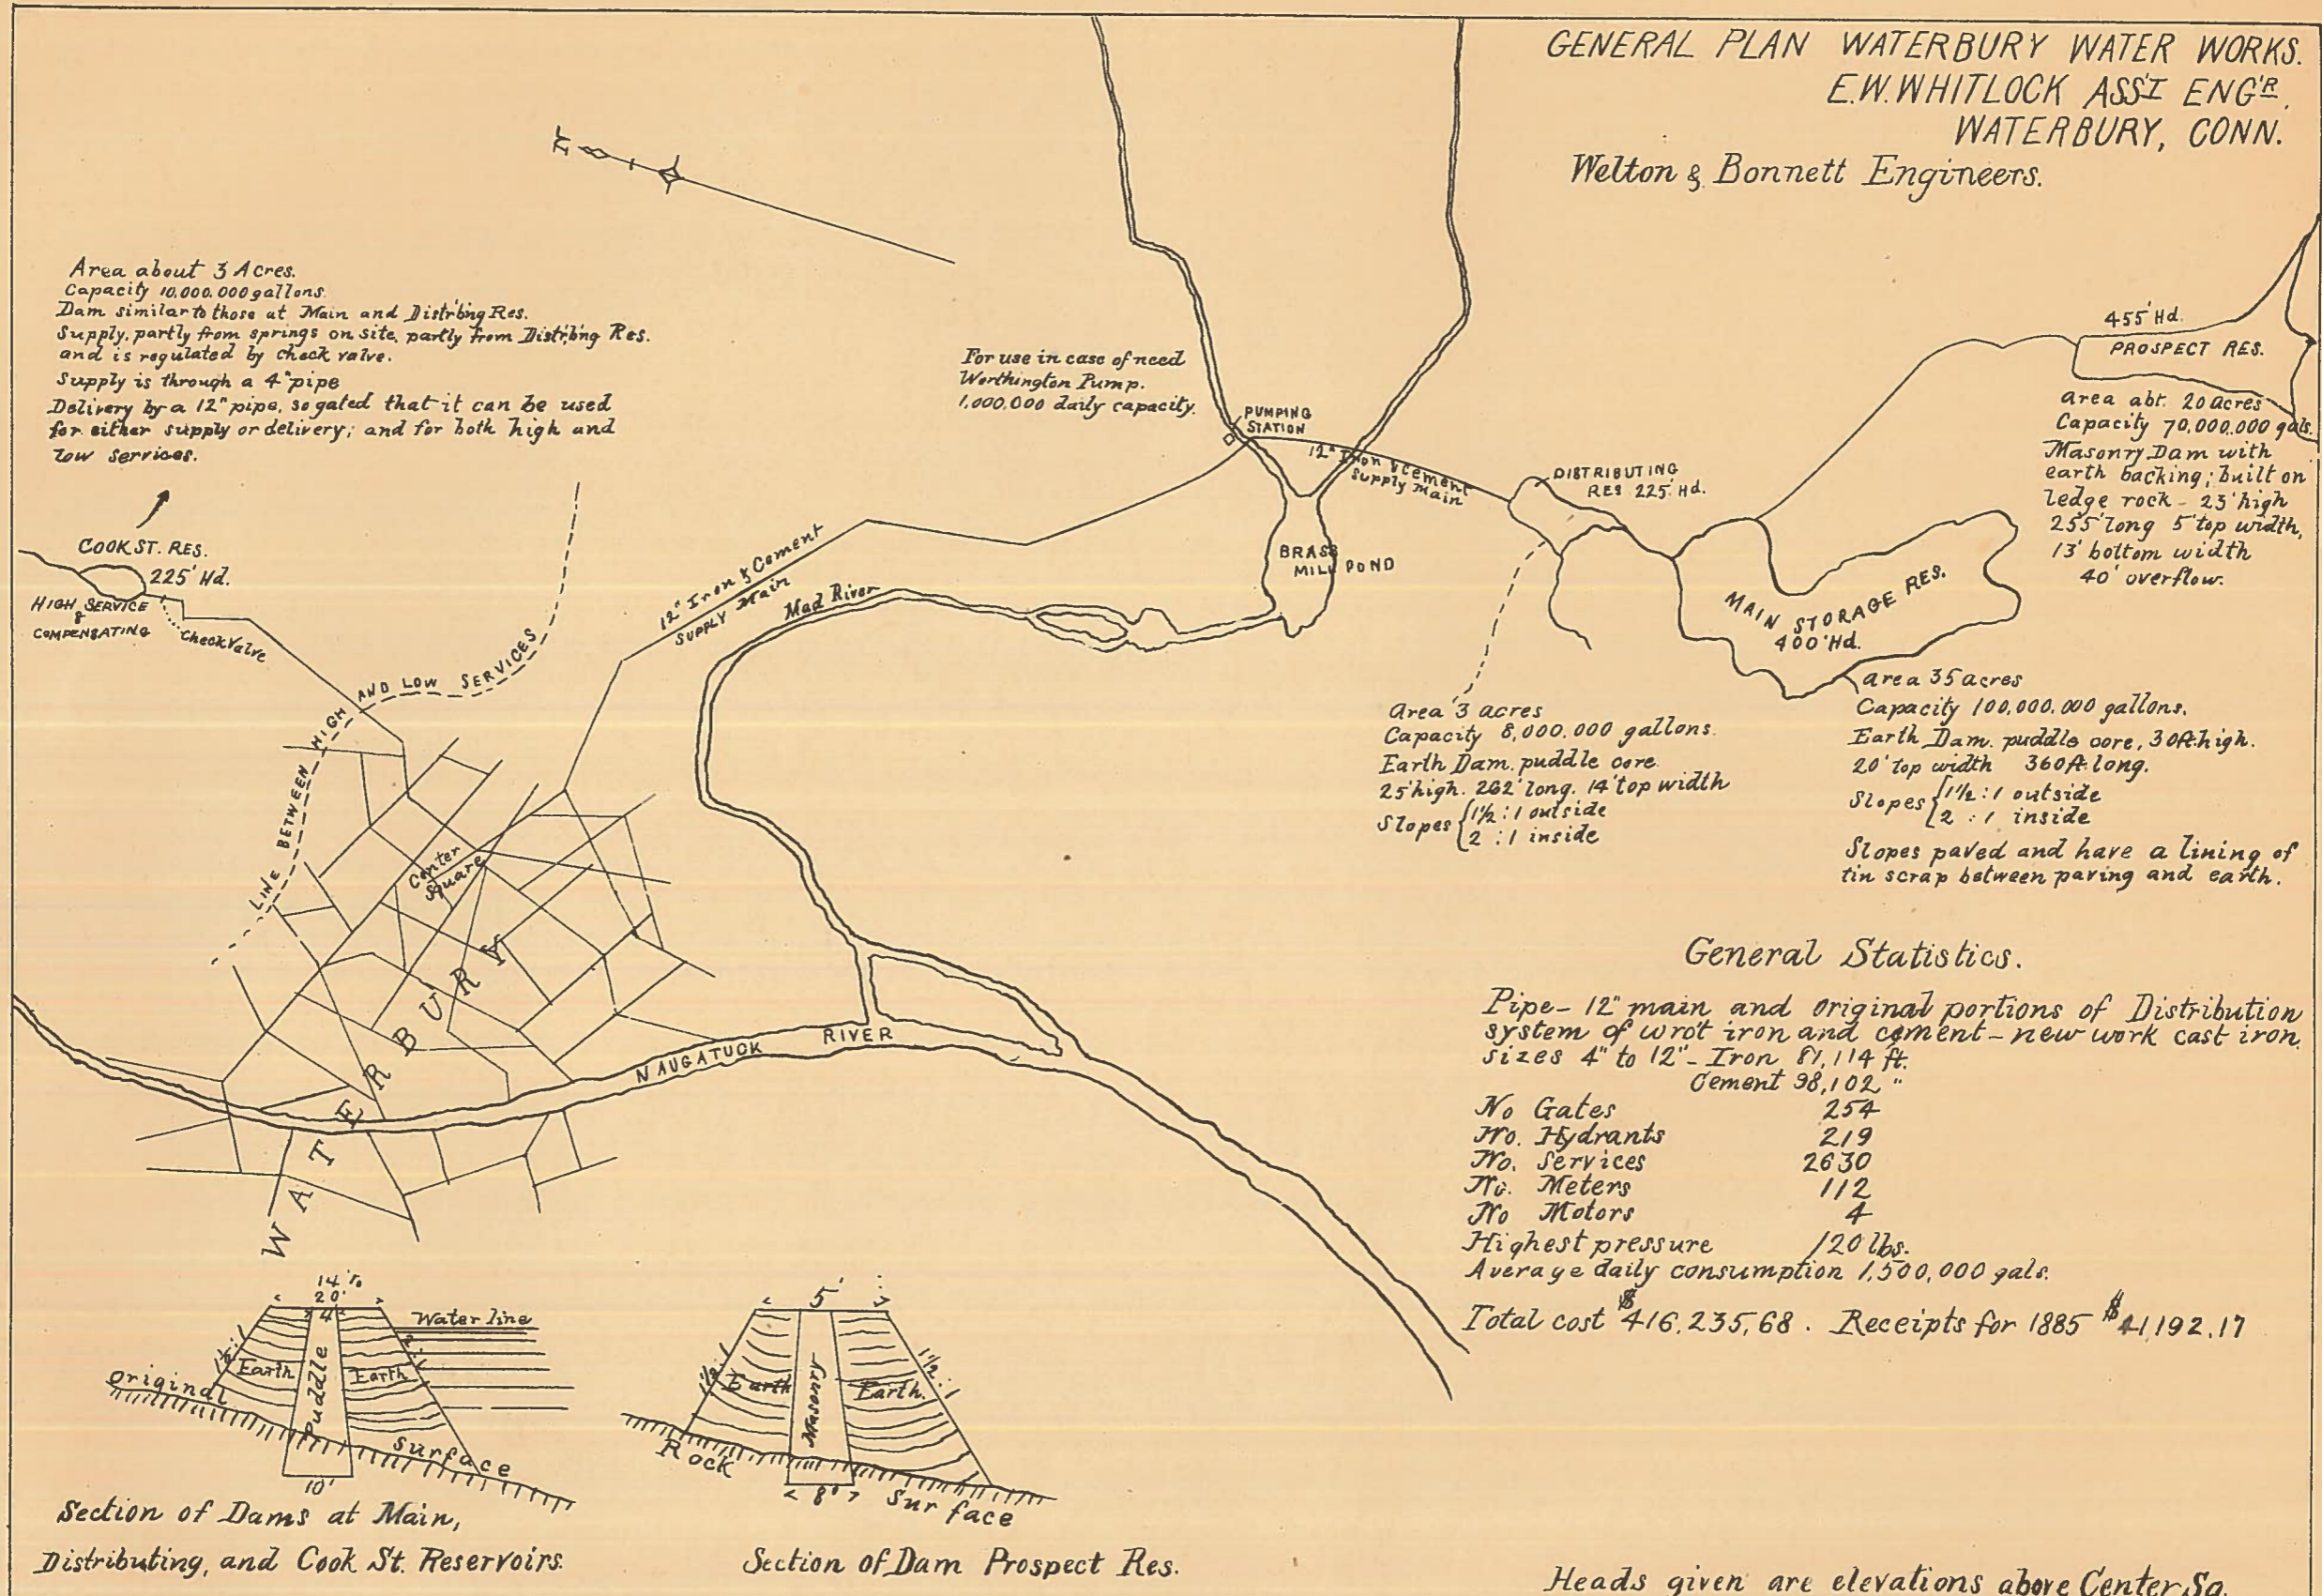 GENERAL PLAN WATERBURY WATER WORKS.
E.W.WHITLOCK ASS'T ENG'R.
WATERBURY, CONN.
Welton & Bonnett Engineers.
Area about 3 Acres.
Capacity 10,000.000 gallons.
Dam similar to those at Main and Distr'bng Res.
Supply, partly from springs on site, partly from Distr'b'ng Res.
and is regulated by check valve.
Supply is through a 4" pipe
Delivery by a 12" pipe, so gated that it can be used
for either supply or delivery; and for both high and
low services.
COOK ST. RES.
225' Hd.
HIGH SERVICE
&
COMPENSATING
Check Valve
LINE BETWEEN HIGH AND LOW SERVICES
For use in case of need
Worthington Pump.
1,000,000 daily capacity.
PUMPING
STATION
12" Iron & Cement
Supply Main
12" Iron & Cement
SUPPLY Main
Mad River
BRASS
MILL POND
DISTRIBUTING
RES 225' Hd.
455' Hd.
PROSPECT RES.
area abt. 20 acres
Capacity 70,000.000 gals.
Masonry Dam with
earth backing; built on
ledge rock - 23' high
255' long 5' top width,
13' bottom width
40' overflow.
MAIN STORAGE RES.
400' Hd.
Area 3 acres
Capacity 8,000.000 gallons.
Earth Dam. puddle core
25' high. 262' long. 14' top width
Slopes { 1½ : 1 outside
2 : 1 inside
area 35 acres
Capacity 100,000.000 gallons.
Earth Dam. puddle core, 30 ft. high.
20' top width 360 ft. long.
Slopes { 1½ : 1 outside
2 : 1 inside
Slopes paved and have a lining of
tin scrap between paving and earth.
Center
Square
WATERBURY
NAUGATUCK RIVER
General Statistics.
Pipe - 12" main and original portions of Distribution
system of wrot iron and cement - new work cast iron.
sizes 4" to 12" - Iron 81,114 ft.
Cement 98,102 "
No Gates 254
No. Hydrants 219
No. Services 2630
No. Meters 112
No Motors 4
Highest pressure 120 lbs.
Average daily consumption 1,500,000 gals.
Total cost $416,235,68. Receipts for 1885 $41,192.17
14' to
20'
4'
Water line
1½ : 1
Earth
Puddle
Earth
2 : 1
Original
Surface
10'
Section of Dams at Main,
Distributing, and Cook St. Reservoirs.
5'
1½ : 1
Earth
Masonry
Earth.
1½ : 1
Rock
Surface
8'
Section of Dam Prospect Res.
Heads given are elevations above Center Sq.